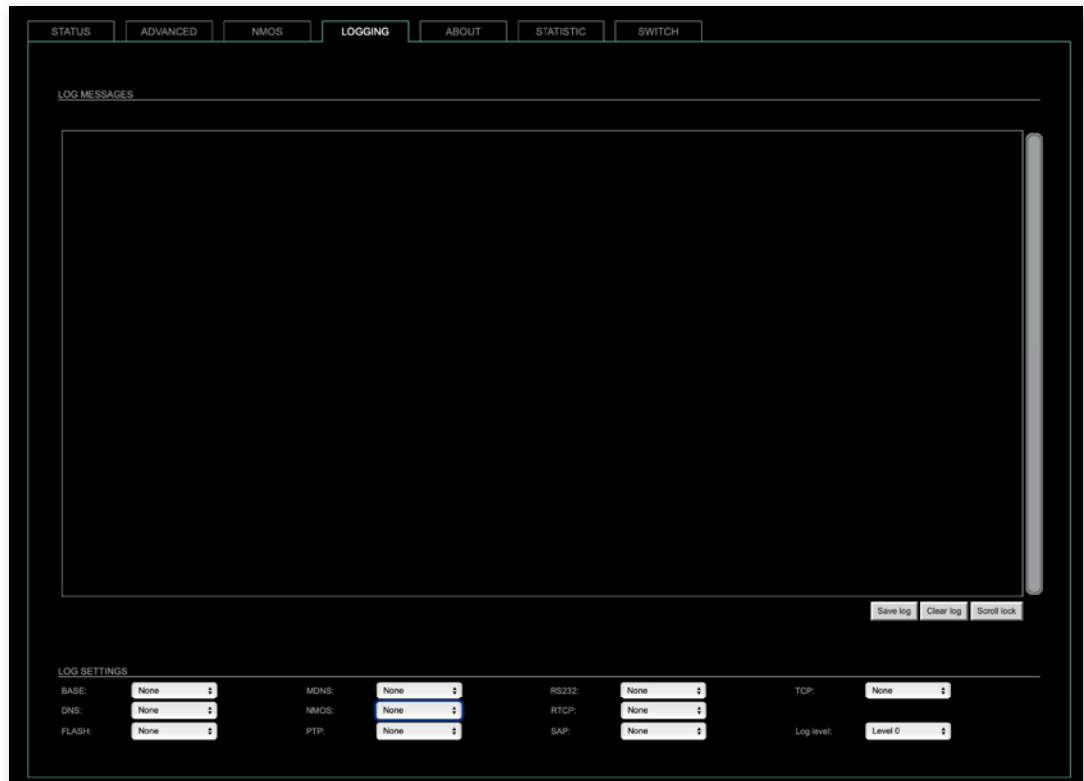 STATUS ADVANCED NMOS LOGGING ABOUT STATISTIC SWITCH
LOG MESSAGES
Save log Clear log Scroll lock
LOG SETTINGS
BASE: None MDNS: None RS232: None TCP: None
DNS: None NMOS: None RTCP: None
FLASH: None PTP: None SAP: None Log level: Level 0